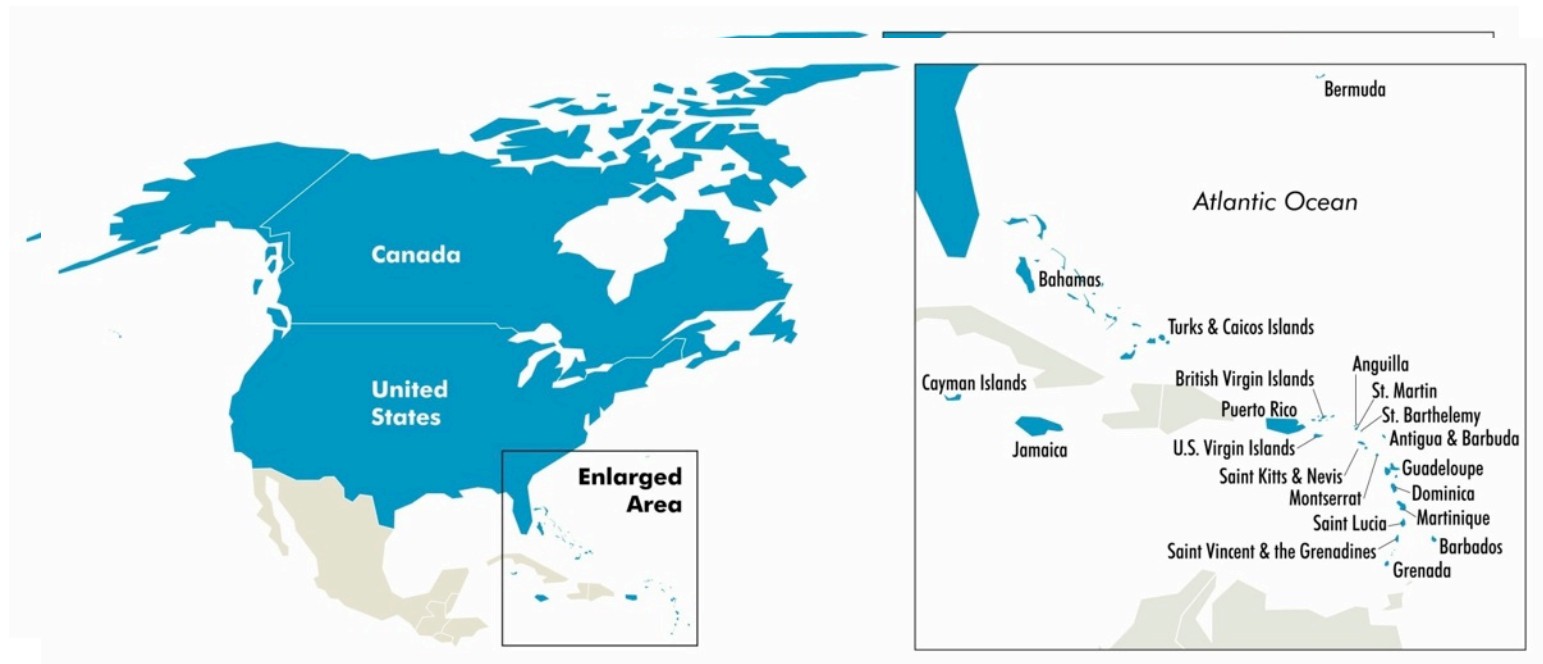 Canada
United
States
Enlarged
Area
Bermuda
Atlantic Ocean
Bahamas
Turks & Caicos Islands
Anguilla
British Virgin Islands
Cayman Islands
St. Martin
Puerto Rico
St. Barthelemy
Antigua & Barbuda
Jamaica
U.S. Virgin Islands
Guadeloupe
Saint Kitts & Nevis
Dominica
Montserrat
Martinique
Saint Lucia
Barbados
Saint Vincent & the Grenadines
Grenada